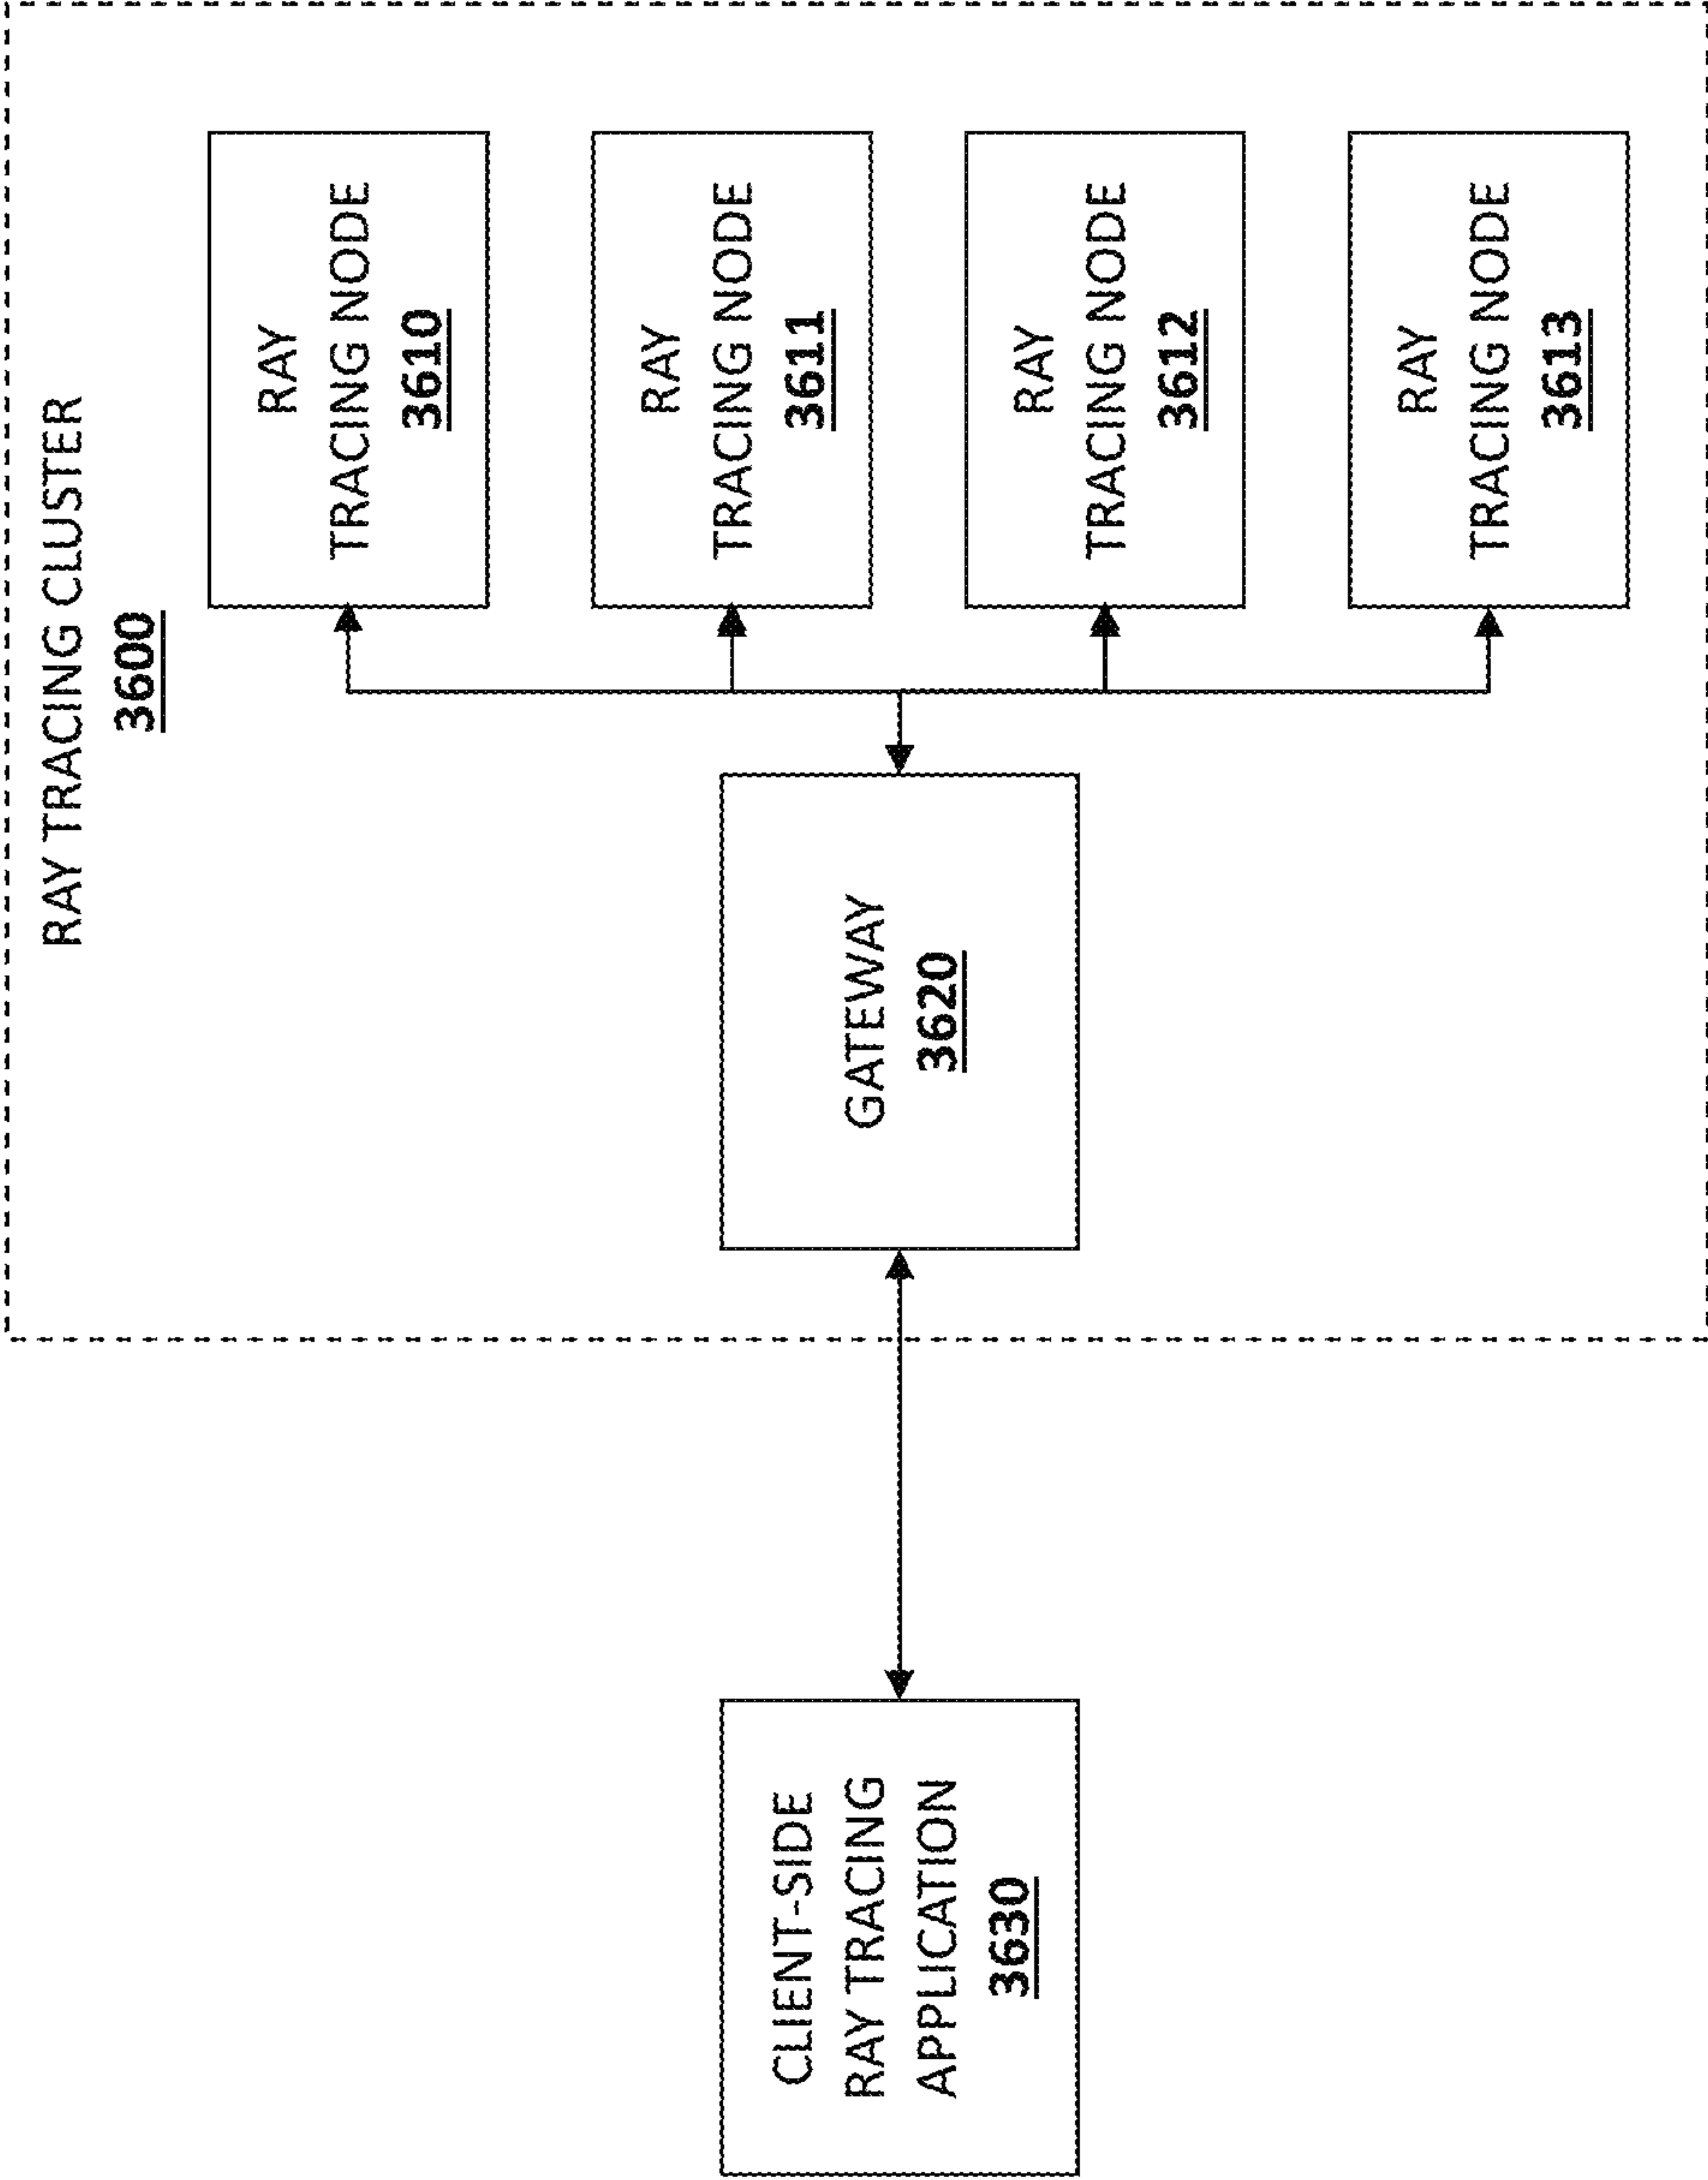 RAY TRACING CLUSTER
3600
RAY
TRACING NODE
3610
RAY
TRACING NODE
3611
RAY
TRACING NODE
3612
RAY
TRACING NODE
3613
GATEWAY
3620
CLIENT-SIDE
RAY TRACING
APPLICATION
3630